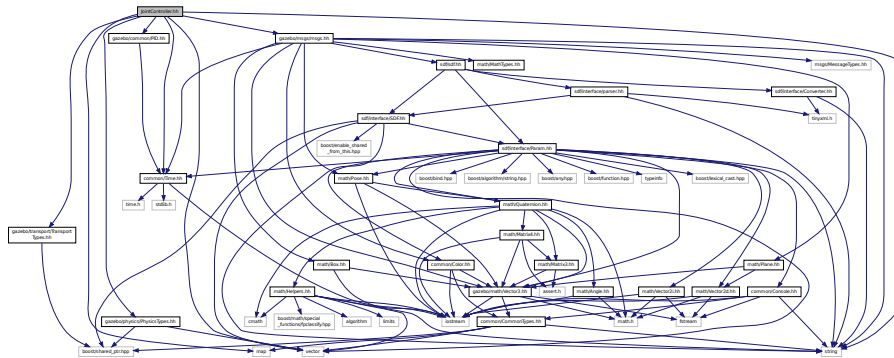 jointController.hh
gazebo/common/PID.hh
gazebo/msgs/msgs.hh
sdf/sdf.hh
math/MathTypes.hh
msgs/MessageTypes.hh
sdf/interface/parser.hh
sdf/interface/Converter.hh
sdf/interface/SDF.hh
tinyxml.h
boost/enable_shared
_from_this.hpp
sdf/interface/Param.hh
common/Time.hh
math/Pose.hh
boost/bind.hpp
boost/algorithm/string.hpp
boost/any.hpp
boost/function.hpp
typeinfo
boost/lexical_cast.hpp
time.h
stdlib.h
math/Quaternion.hh
gazebo/transport/Transport
Types.hh
math/Matrix4.hh
math/Box.hh
common/Color.hh
math/Matrix3.hh
math/Plane.hh
math/Helpers.hh
gazebo/math/Vector3.hh
assert.h
math/Angle.hh
math/Vector2i.hh
math/Vector2d.hh
common/Console.hh
gazebo/physics/PhysicsTypes.hh
cmath
boost/math/special
_functions/fpclassify.hpp
algorithm
limits
iostream
common/CommonTypes.hh
math.h
fstream
boost/shared_ptr.hpp
map
vector
string